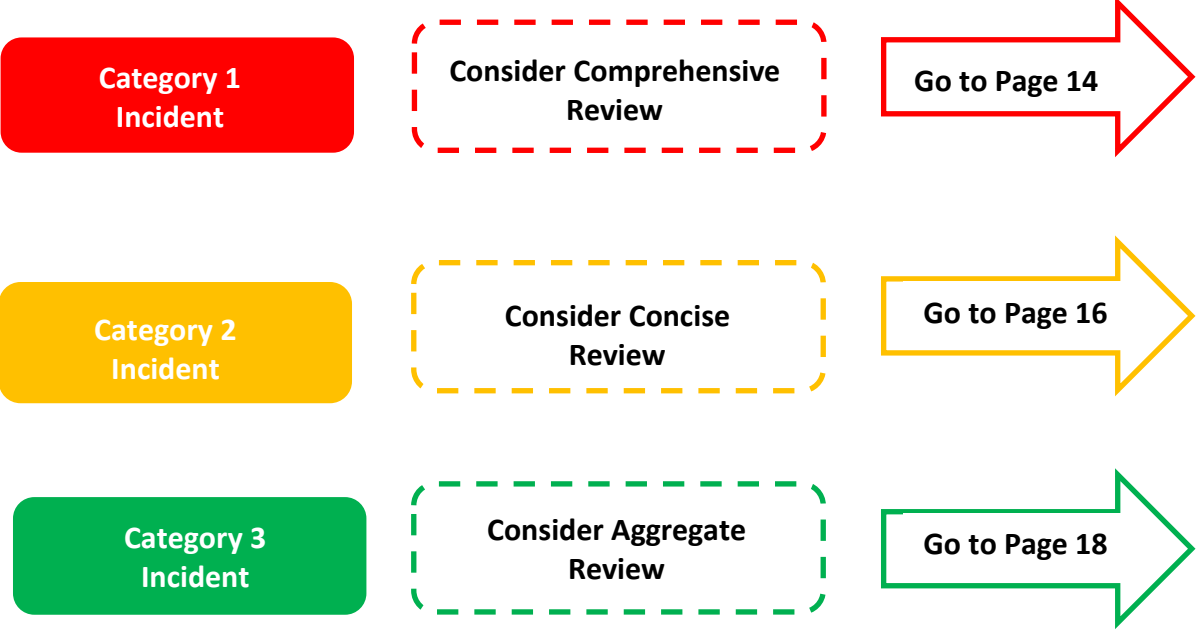 Category 1
Incident
Consider Comprehensive
Review
Go to Page 14
Category 2
Incident
Consider Concise
Review
Go to Page 16
Category 3
Incident
Consider Aggregate
Review
Go to Page 18